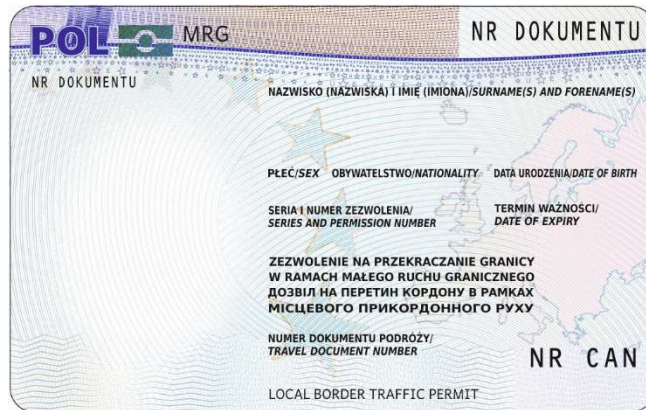 POL MRG NR DOKUMENTU
NR DOKUMENTU
NAZWISKO (NAZWISKA) I IMIĘ (IMIONA)/SURNAME(S) AND FORENAME(S)
PŁEĆ/SEX OBYWATELSTWO/NATIONALITY DATA URODZENIA/DATE OF BIRTH
SERIA I NUMER ZEZWOLENIA/ TERMIN WAŻNOŚCI/
SERIES AND PERMISSION NUMBER DATE OF EXPIRY
ZEZWOLENIE NA PRZEKRACZANIE GRANICY
W RAMACH MAŁEGO RUCHU GRANICZNEGO
ДОЗВІЛ НА ПЕРЕТИН КОРДОНУ В РАМКАХ
МІСЦЕВОГО ПРИКОРДОННОГО РУХУ
NUMER DOKUMENTU PODRÓŻY/
TRAVEL DOCUMENT NUMBER
NR CAN
LOCAL BORDER TRAFFIC PERMIT